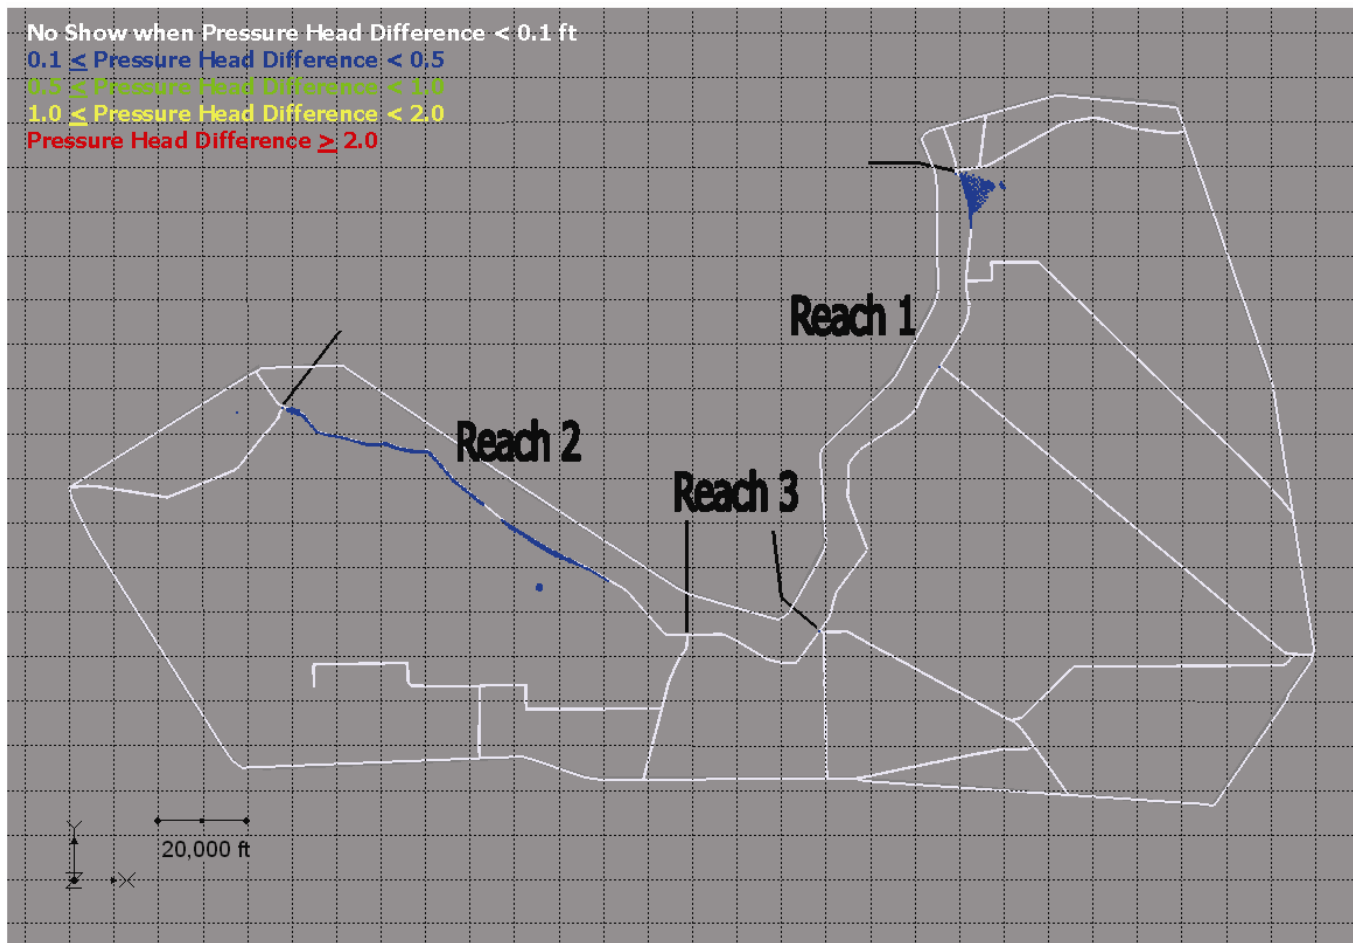 No Show when Pressure Head Difference < 0.1 ft
0.1 ≤ Pressure Head Difference < 0.5
0.5 ≤ Pressure Head Difference < 1.0
1.0 ≤ Pressure Head Difference < 2.0
Pressure Head Difference ≥ 2.0
Reach 1
Reach 2
Reach 3
20,000 ft
Y
Z
X